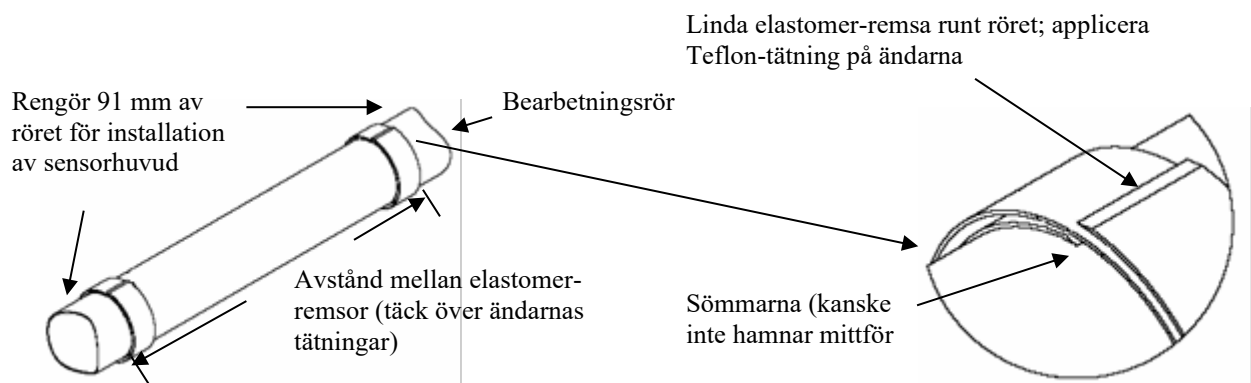 Linda elastomer-remsa runt röret; applicera
Teflon-tätning på ändarna
Rengör 91 mm av
röret för installation
av sensorhuvud
Bearbetningsrör
Avstånd mellan elastomer-
remsor (täck över ändarnas
tätningar)
Sömmarna (kanske
inte hamnar mittför